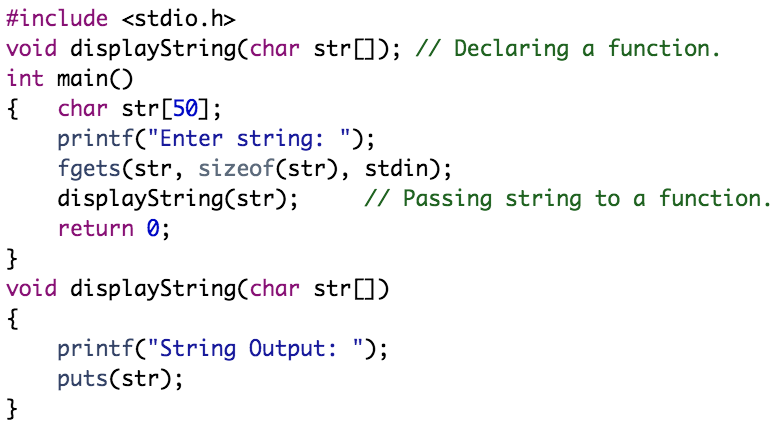 #include <stdio.h>
void displayString(char str[]); // Declaring a function.
int main()
{   char str[50];
    printf("Enter string: ");
    fgets(str, sizeof(str), stdin);
    displayString(str);     // Passing string to a function.
    return 0;
}
void displayString(char str[])
{
    printf("String Output: ");
    puts(str);
}